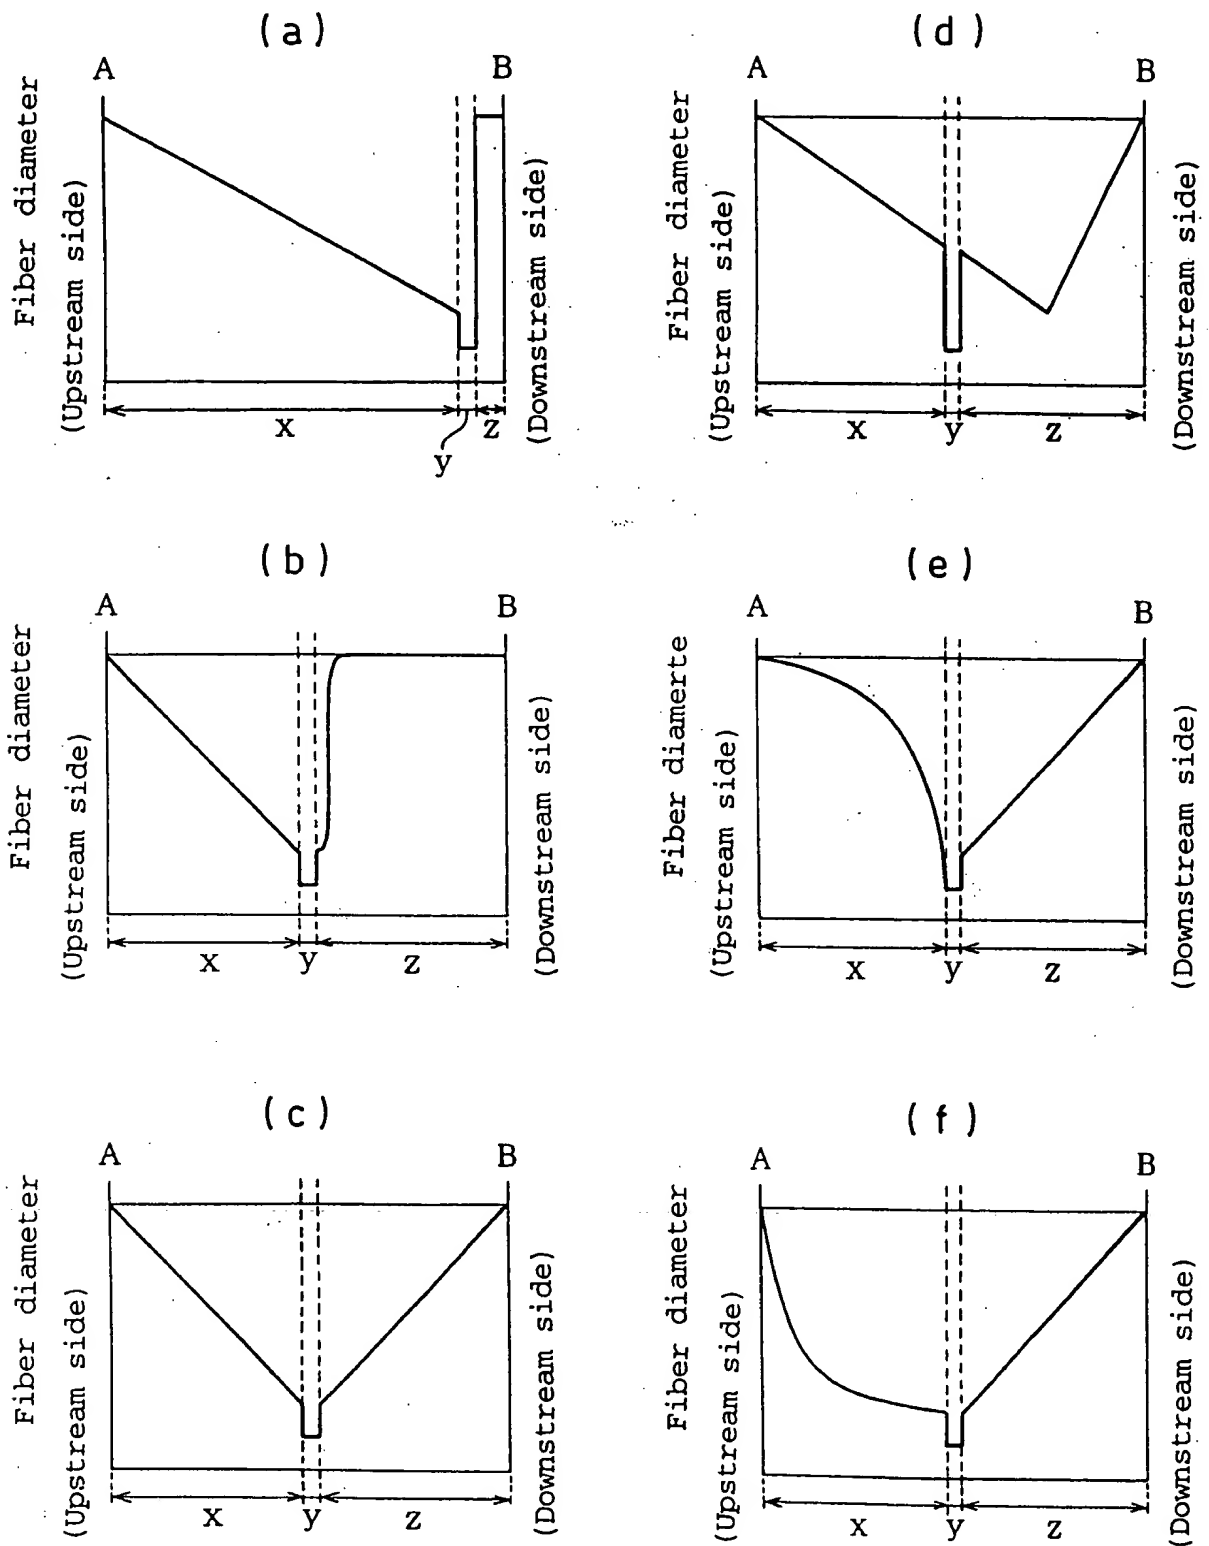 (a)
A
B
Fiber diameter
(Upstream side)
(Downstream side)
x
y
z
(b)
A
B
Fiber diameter
(Upstream side)
(Downstream side)
x
y
z
(c)
A
B
Fiber diameter
(Upstream side)
(Downstream side)
x
y
z
(d)
A
B
Fiber diameter
(Upstream side)
(Downstream side)
x
y
z
(e)
A
B
Fiber diamerte
(Upstream side)
(Downstream side)
x
y
z
(f)
A
B
Fiber diameter
(Upstream side)
(Downstream side)
x
y
z